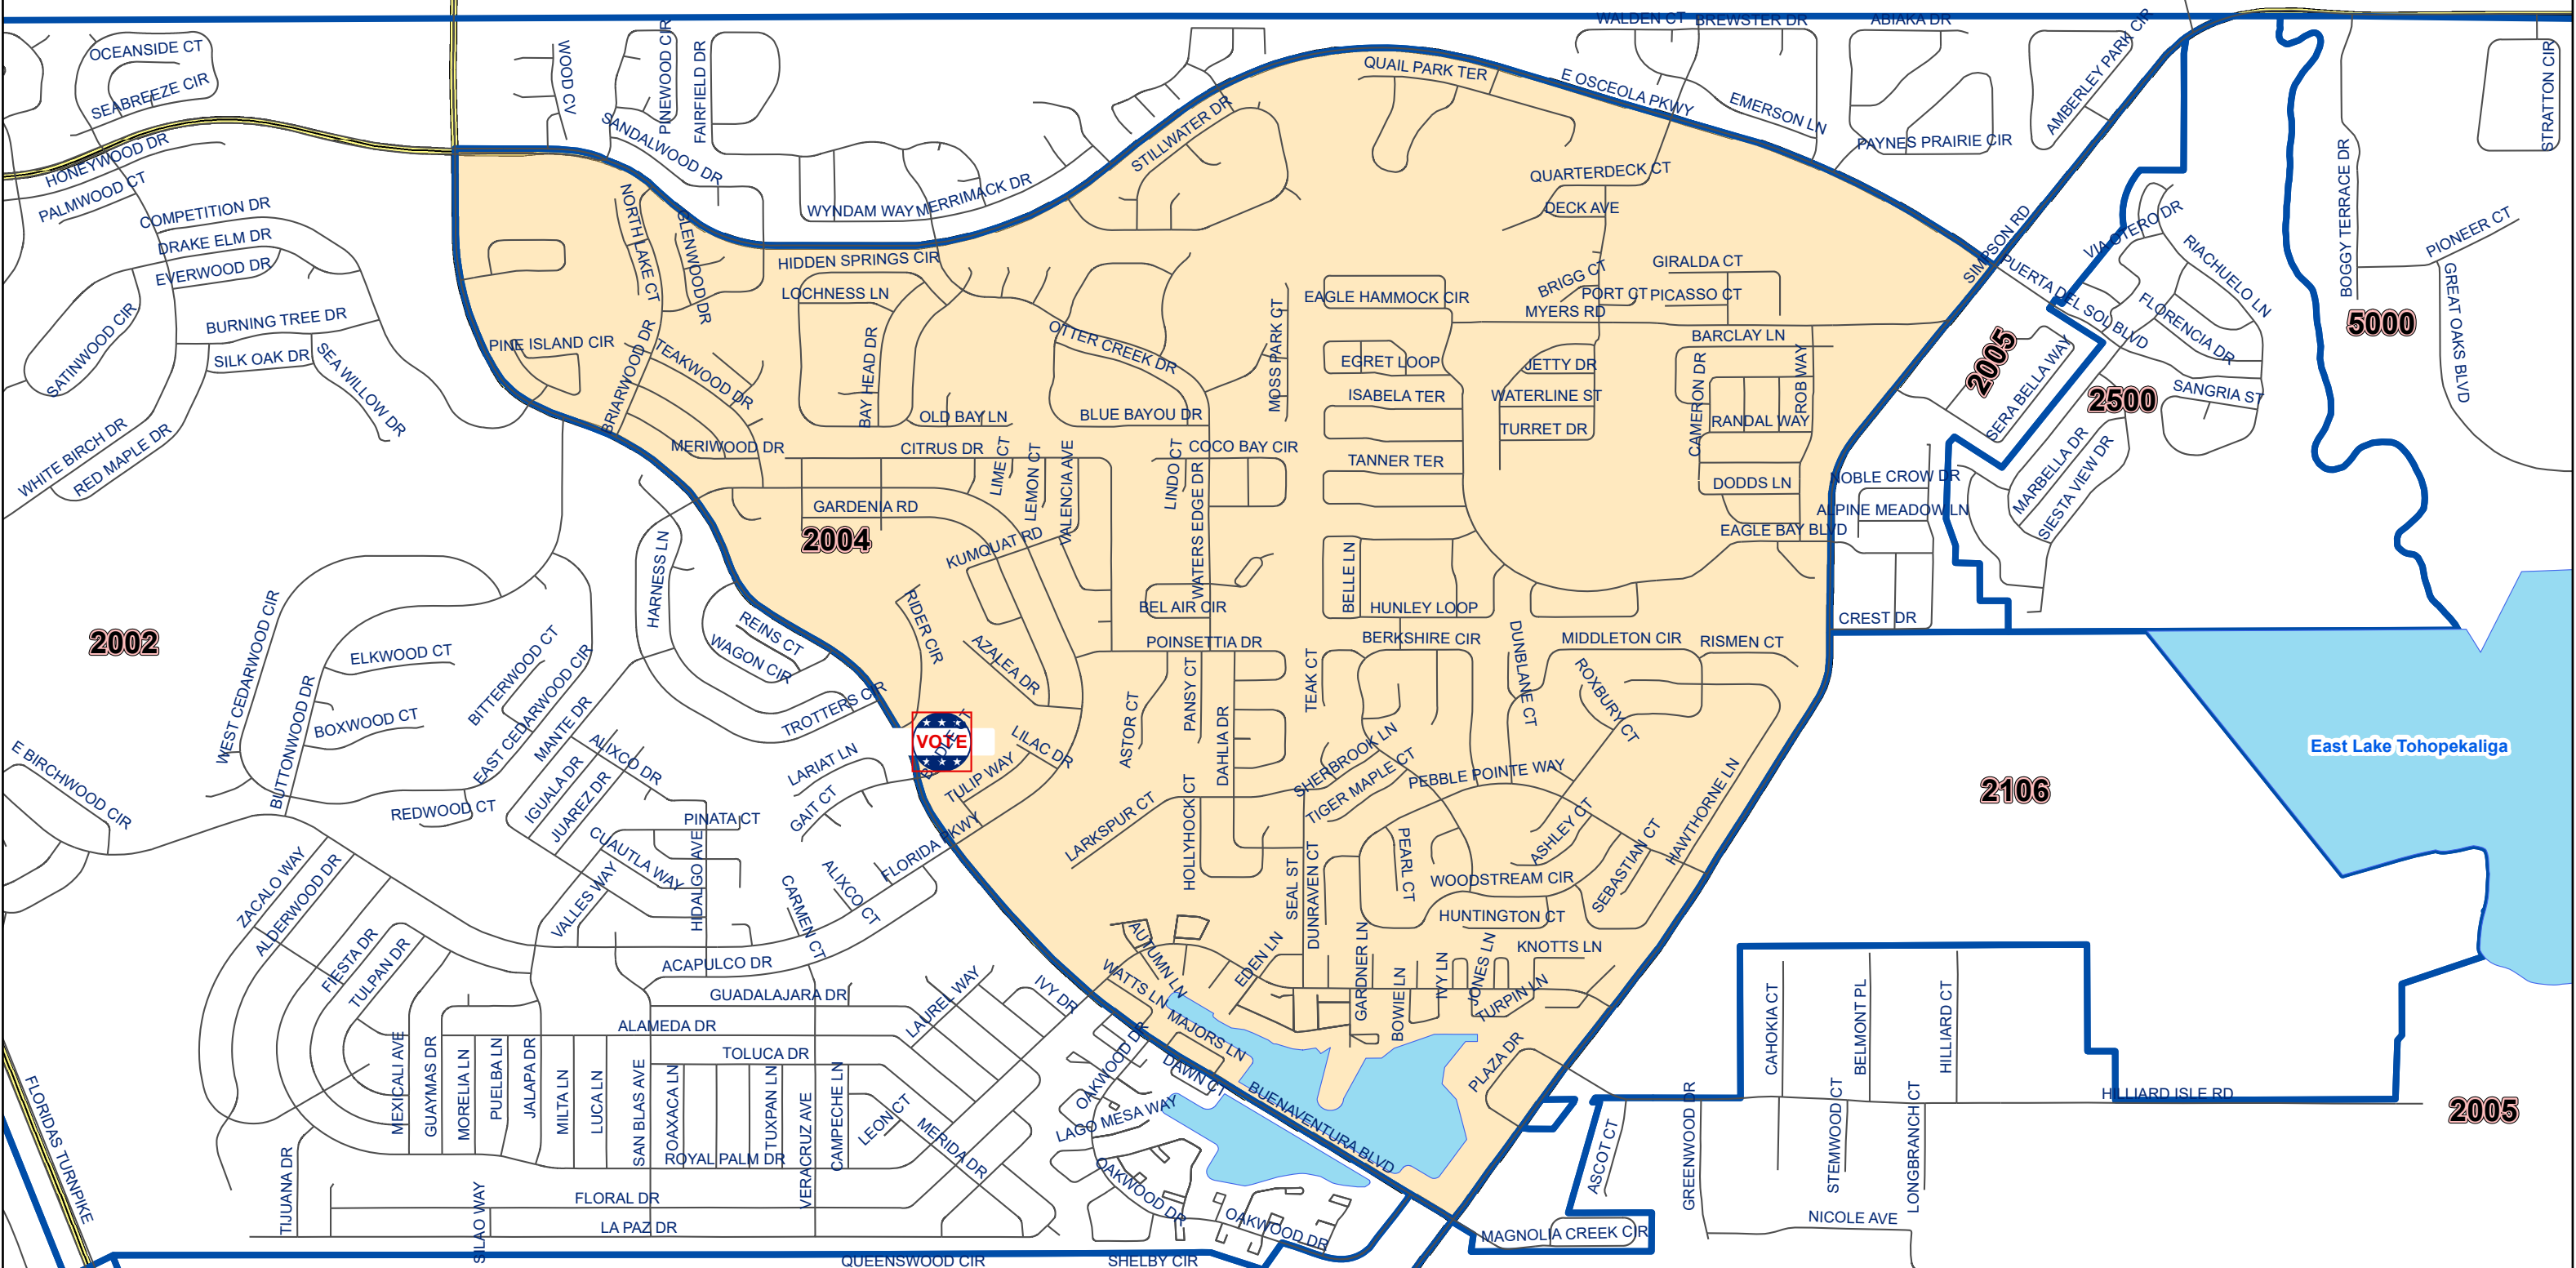 WALDEN CT
BREWSTER DR
ABIAKA DR
OCEANSIDE CT
SEABREEZE CIR
WOOD CV
PINEWOOD CIR
FAIRFIELD DR
SANDALWOOD DR
HONEYWOOD DR
PALMWOOD CT
COMPETITION DR
DRAKE ELM DR
EVERWOOD DR
SATINWOOD CIR
BURNING TREE DR
SILK OAK DR
SEA WILLOW DR
WHITE BIRCH DR
RED MAPLE DR
WYNDAM WAY
MERRIMACK DR
STILLWATER DR
QUAIL PARK TER
E OSCEOLA PKWY
EMERSON LN
PAYNES PRAIRIE CIR
AMBERLEY PARK CIR
STRATTON CIR
BOGGY TERRACE DR
PIONEER CT
GREAT OAKS BLVD
5000
NORTH LAKE CT
GLENWOOD DR
HIDDEN SPRINGS CIR
LOCHNESS LN
PINE ISLAND CIR
BRIARWOOD DR
TEAKWOOD DR
BAY HEAD DR
OTTER CREEK DR
OLD BAY LN
BLUE BAYOU DR
MOSS PARK CT
QUARTERDECK CT
DECK AVE
BRIGG CT
GIRALDA CT
PORT CT
PICASSO CT
EAGLE HAMMOCK CIR
MYERS RD
BARCLAY LN
EGRET LOOP
JETTY DR
ISABELA TER
WATERLINE ST
TURRET DR
CAMERON DR
ROB WAY
RANDAL WAY
TANNER TER
DODDS LN
EAGLE BAY BLVD
SIMPSON RD
PUERTA DEL SOL BLVD
VIA OTERO DR
RIACHUELO LN
FLORENCIA DR
SANGRIA ST
2005
SERA BELLA WAY
2500
MARBELLA DR
SIESTA VIEW DR
NOBLE CROW DR
ALPINE MEADOW LN
CREST DR
MERIWOOD DR
CITRUS DR
LIME CT
LEMON CT
VALENCIA AVE
LINDO CT
COCO BAY CIR
WATERS EDGE DR
GARDENIA RD
2004
KUMQUAT RD
RIDER CIR
AZALEA DR
BEL AIR CIR
POINSETTIA DR
BELLE LN
HUNLEY LOOP
BERKSHIRE CIR
DUNBLANE CT
MIDDLETON CIR
RISMEN CT
ROXBURY CT
TEAK CT
ASTOR CT
PANSY CT
DAHLIA DR
LILAC DR
TULIP WAY
VOTE
SHERBROOK LN
TIGER MAPLE CT
PEBBLE POINTE WAY
HAWTHORNE LN
LARKSPUR CT
HOLLYHOCK CT
SEAL ST
DUNRAVEN CT
PEARL CT
ASHLEY CT
SEBASTIAN CT
WOODSTREAM CIR
HUNTINGTON CT
KNOTTS LN
2002
HARNESS LN
REINS CT
WAGON CIR
TROTTERS CIR
WEST CEDARWOOD CIR
ELKWOOD CT
BITTERWOOD CT
EAST CEDARWOOD CIR
BUTTONWOOD DR
BOXWOOD CT
REDWOOD CT
E BIRCHWOOD CIR
MANTE DR
ALIXCO DR
IGUALA DR
JUAREZ DR
LARIAT LN
GAIT CT
PINATA CT
CUAUTLA WAY
HIDALGO AVE
VALLES WAY
CARMEN CT
ALIXCO CT
FLORIDA PKWY
ZACALO WAY
ALDERWOOD DR
FIESTA DR
TULPAN DR
ACAPULCO DR
GUADALAJARA DR
ALAMEDA DR
TOLUCA DR
LAUREL WAY
IVY DR
WATTS LN
AUTUMN LN
EDEN LN
GARDNER LN
BOWIE LN
IVY LN
JONES LN
TURPIN LN
MAJORS LN
DAWN CT
PLAZA DR
OAKWOOD DR
LAGO MESA WAY
BUENAVENTURA BLVD
OAKWOOD DR
OAKWOOD DR
MEXICALI AVE
GUAYMAS DR
MORELIA LN
PUELBA LN
JALAPA DR
MILTA LN
LUCA LN
SAN BLAS AVE
OAXACA LN
TUXPAN LN
VERACRUZ AVE
CAMPECHE LN
LEON CT
MERIDA DR
ROYAL PALM DR
FLORAL DR
LA PAZ DR
TIJUANA DR
SILAO WAY
FLORIDAS TURNPIKE
QUEENSWOOD CIR
SHELBY CIR
East Lake Tohopekaliga
2106
CAHOKIA CT
BELMONT PL
HILLIARD CT
HILLIARD ISLE RD
2005
ASCOT CT
GREENWOOD DR
STEMWOOD CT
LONGBRANCH CT
NICOLE AVE
MAGNOLIA CREEK CIR